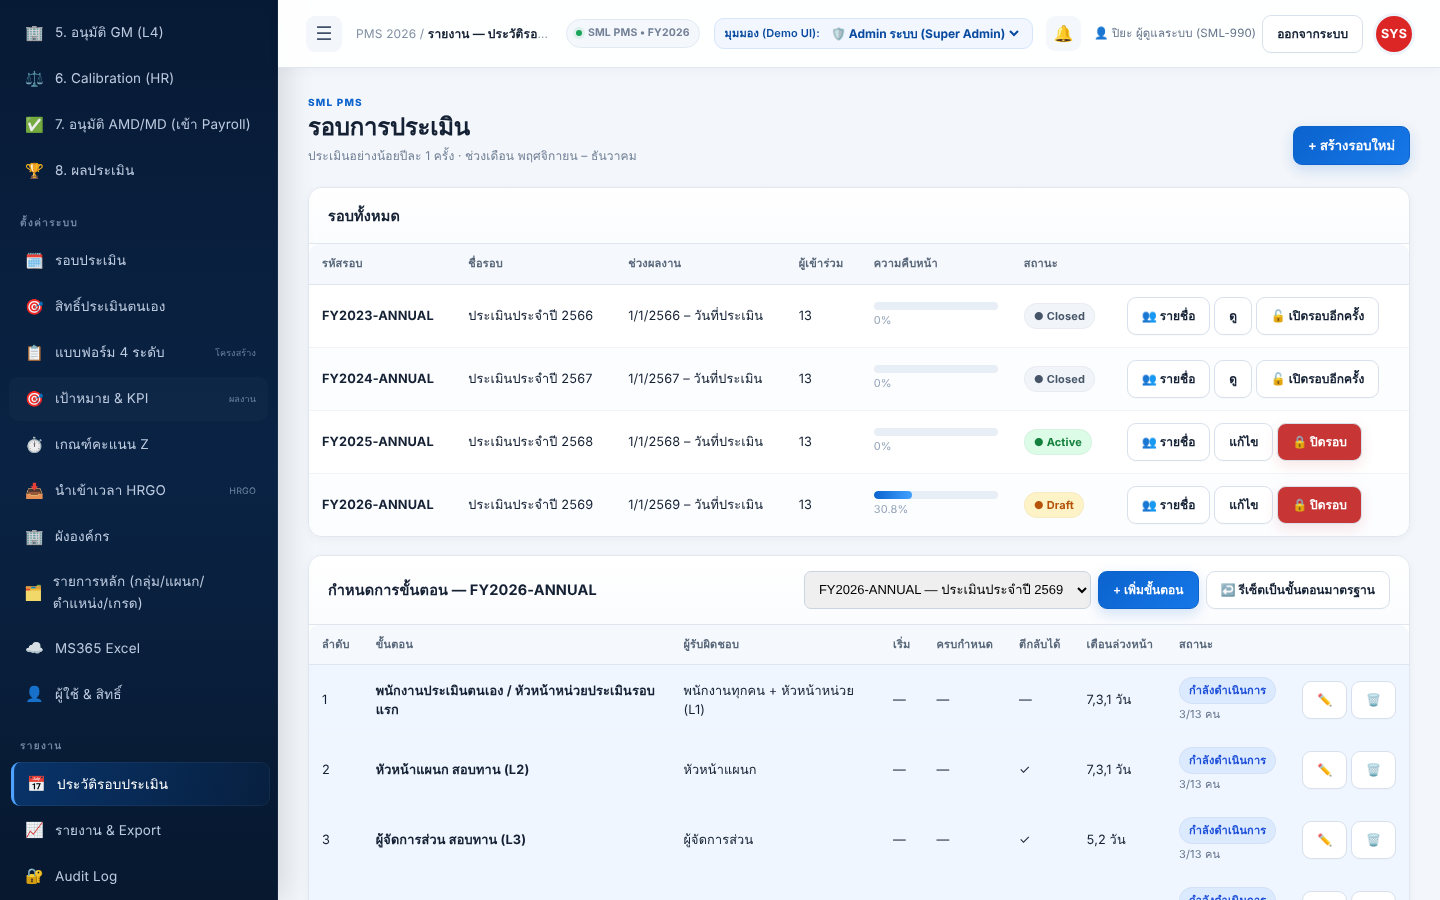 5. อนุมัติ GM (L4)
6. Calibration (HR)
7. อนุมัติ AMD/MD (เข้า Payroll)
8. ผลประเมิน
ตั้งค่าระบบ
รอบประเมิน
สิทธิ์ประเมินตนเอง
แบบฟอร์ม 4 ระดับ โครงสร้าง
เป้าหมาย & KPI ผลงาน
เกณฑ์คะแนน Z
นำเข้าเวลา HRGO HRGO
ผังองค์กร
รายการหลัก (กลุ่ม/แผนก/
ตำแหน่ง/เกรด)
MS365 Excel
ผู้ใช้ & สิทธิ์
รายงาน
ประวัติรอบประเมิน
รายงาน & Export
Audit Log
PMS 2026 / รายงาน — ประวัติรอ...
SML PMS • FY2026
มุมมอง (Demo UI): Admin ระบบ (Super Admin)
ปิยะ ผู้ดูแลระบบ (SML-990)
ออกจากระบบ
SYS
SML PMS
รอบการประเมิน
ประเมินอย่างน้อยปีละ 1 ครั้ง · ช่วงเดือน พฤศจิกายน – ธันวาคม
+ สร้างรอบใหม่
รอบทั้งหมด
รหัสรอบ ชื่อรอบ ช่วงผลงาน ผู้เข้าร่วม ความคืบหน้า สถานะ
FY2023-ANNUAL ประเมินประจำปี 2566 1/1/2566 – วันที่ประเมิน 13 0% Closed รายชื่อ ดู เปิดรอบอีกครั้ง
FY2024-ANNUAL ประเมินประจำปี 2567 1/1/2567 – วันที่ประเมิน 13 0% Closed รายชื่อ ดู เปิดรอบอีกครั้ง
FY2025-ANNUAL ประเมินประจำปี 2568 1/1/2568 – วันที่ประเมิน 13 0% Active รายชื่อ แก้ไข ปิดรอบ
FY2026-ANNUAL ประเมินประจำปี 2569 1/1/2569 – วันที่ประเมิน 13 30.8% Draft รายชื่อ แก้ไข ปิดรอบ
กำหนดการขั้นตอน — FY2026-ANNUAL
FY2026-ANNUAL — ประเมินประจำปี 2569
+ เพิ่มขั้นตอน
รีเซ็ตเป็นขั้นตอนมาตรฐาน
ลำดับ ขั้นตอน ผู้รับผิดชอบ เริ่ม ครบกำหนด ตีกลับได้ เตือนล่วงหน้า สถานะ
1 พนักงานประเมินตนเอง / หัวหน้าหน่วยประเมินรอบ
แรก พนักงานทุกคน + หัวหน้าหน่วย
(L1) — — — 7,3,1 วัน กำลังดำเนินการ
3/13 คน
2 หัวหน้าแผนก สอบทาน (L2) หัวหน้าแผนก — — ✓ 7,3,1 วัน กำลังดำเนินการ
3/13 คน
3 ผู้จัดการส่วน สอบทาน (L3) ผู้จัดการส่วน — — ✓ 5,2 วัน กำลังดำเนินการ
3/13 คน
กำลังดำเนินการ